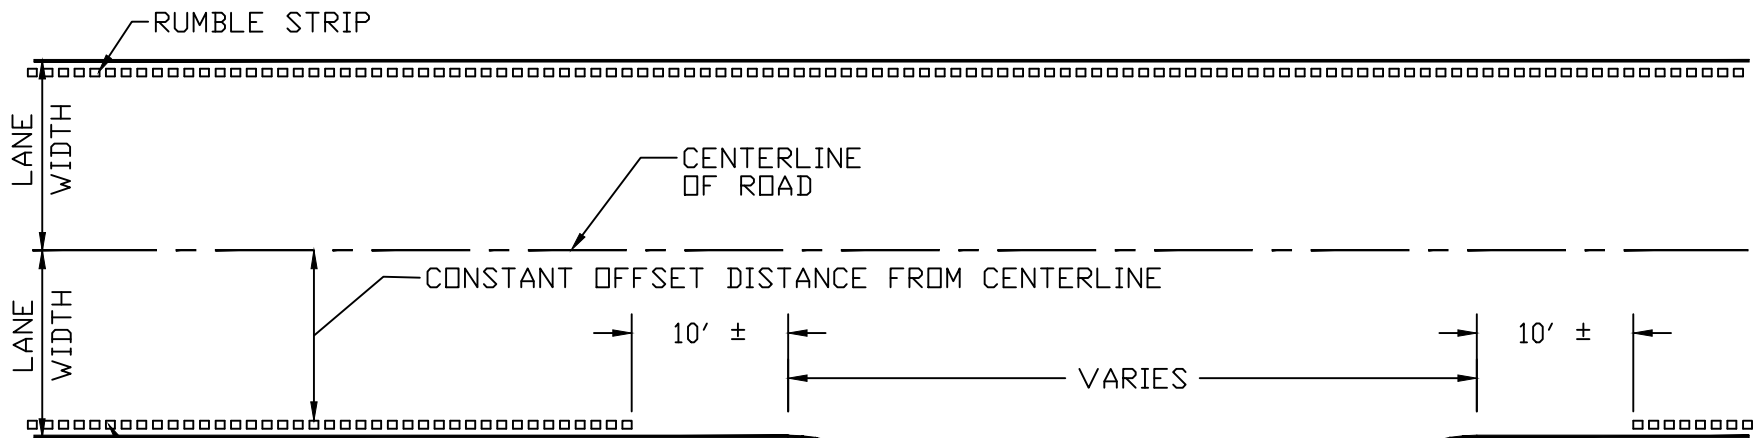 RUMBLE STRIP
LANE
WIDTH
CENTERLINE
OF ROAD
CONSTANT OFFSET DISTANCE FROM CENTERLINE
LANE
WIDTH
10' ±
10' ±
VARIES